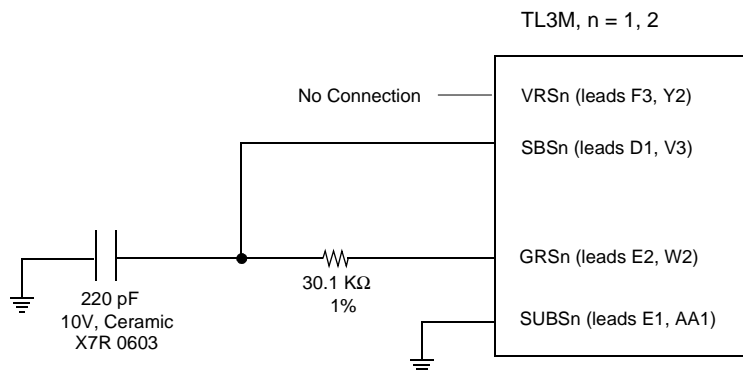 TL3M, n = 1, 2
No Connection
VRSn (leads F3, Y2)
SBSn (leads D1, V3)
GRSn (leads E2, W2)
30.1 KΩ
1%
220 pF
10V, Ceramic
X7R 0603
SUBSn (leads E1, AA1)